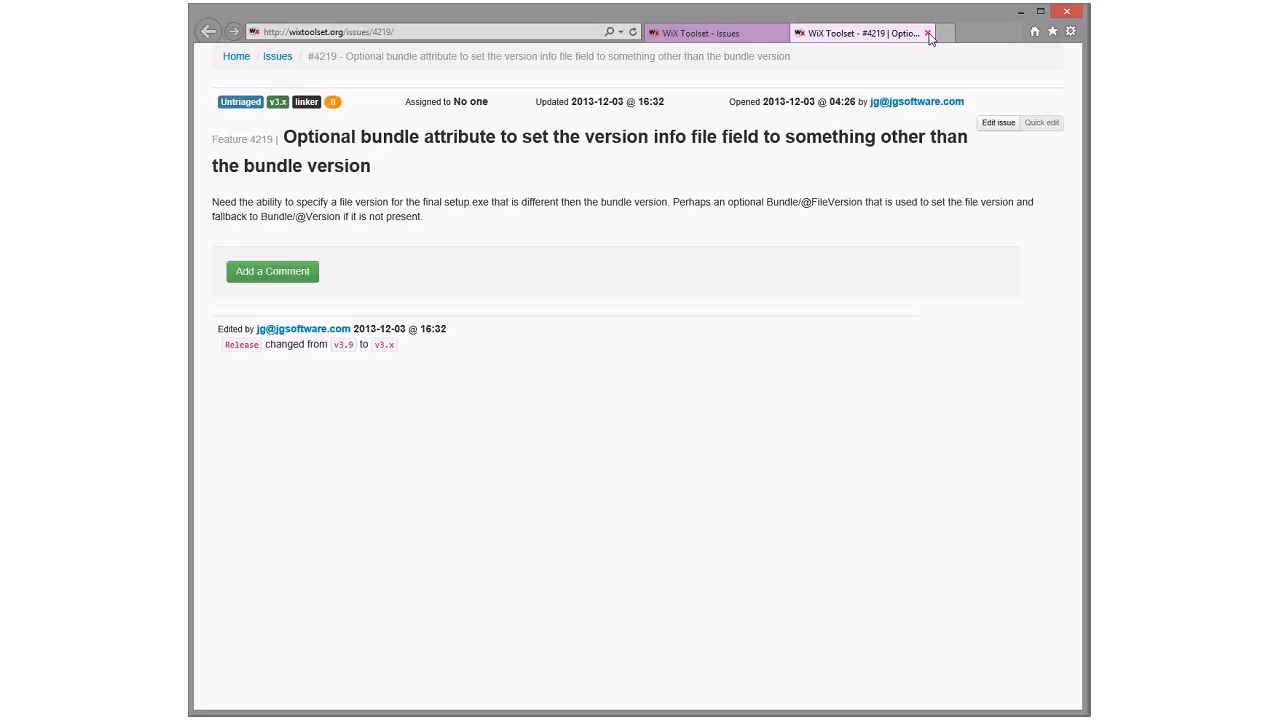 http://wixtoolset.org/issues/4219/
WiX Toolset - Issues
WiX Toolset - #4219 | Optio...
Home / Issues / #4219 - Optional bundle attribute to set the version info file field to something other than the bundle version
Untriaged v3.x linker 0 Assigned to No one Updated 2013-12-03 @ 16:32 Opened 2013-12-03 @ 04:26 by jg@jgsoftware.com
Edit issue Quick edit
Feature 4219 | Optional bundle attribute to set the version info file field to something other than
the bundle version
Need the ability to specify a file version for the final setup.exe that is different then the bundle version. Perhaps an optional Bundle/@FileVersion that is used to set the file version and
fallback to Bundle/@Version if it is not present.
Add a Comment
Edited by jg@jgsoftware.com 2013-12-03 @ 16:32
Release changed from v3.9 to v3.x